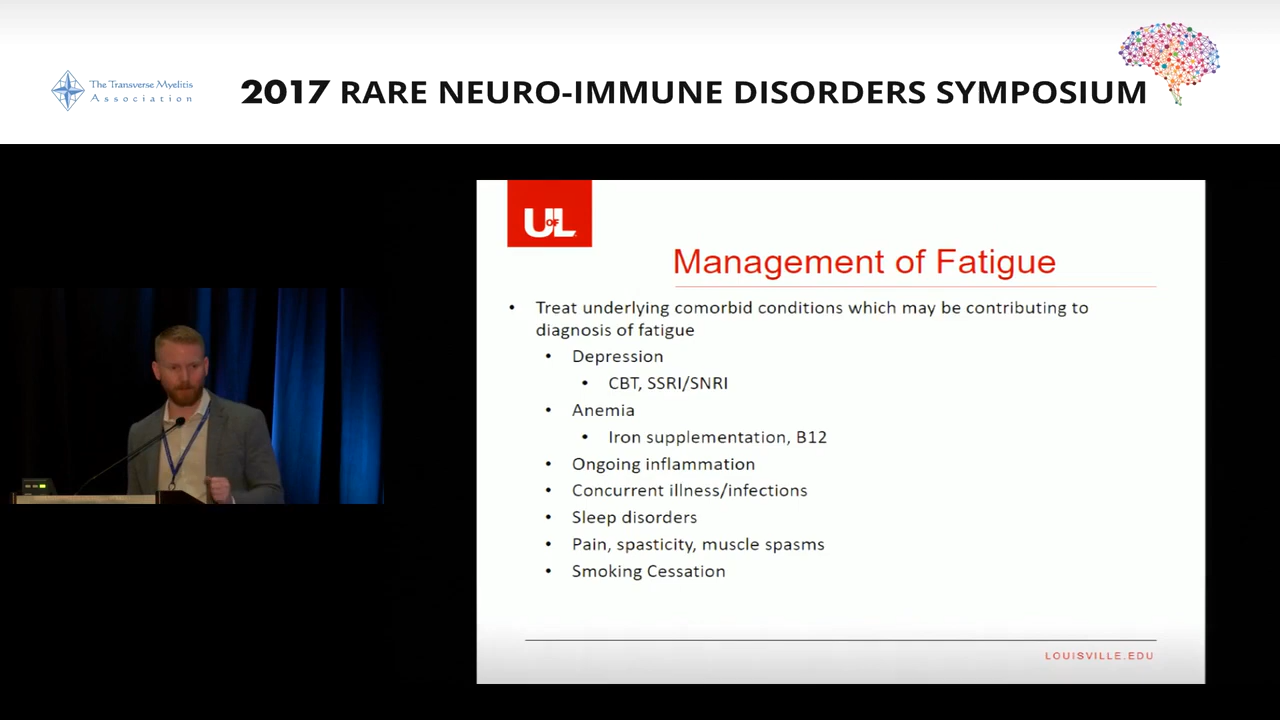 The Transverse Myelitis
Association
2017 RARE NEURO-IMMUNE DISORDERS SYMPOSIUM
UOFL
Management of Fatigue
• Treat underlying comorbid conditions which may be contributing to
diagnosis of fatigue
• Depression
• CBT, SSRI/SNRI
• Anemia
• Iron supplementation, B12
• Ongoing inflammation
• Concurrent illness/infections
• Sleep disorders
• Pain, spasticity, muscle spasms
• Smoking Cessation
LOUISVILLE.EDU